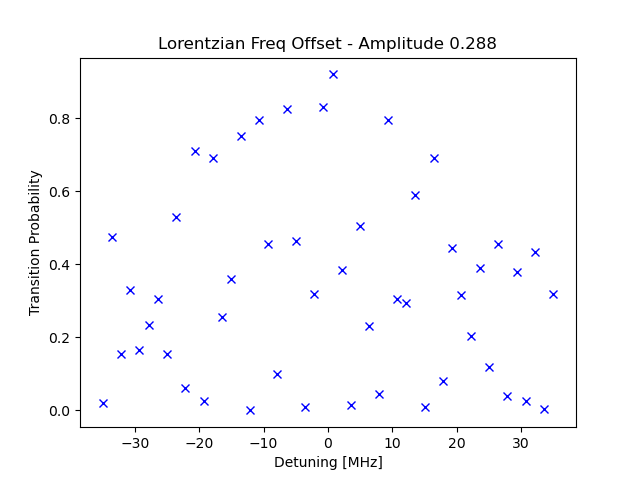 Lorentzian Freq Offset - Amplitude 0.288
Transition Probability
0.8
0.6
0.4
0.2
0.0
−30 −20 −10 0 10 20 30
Detuning [MHz]